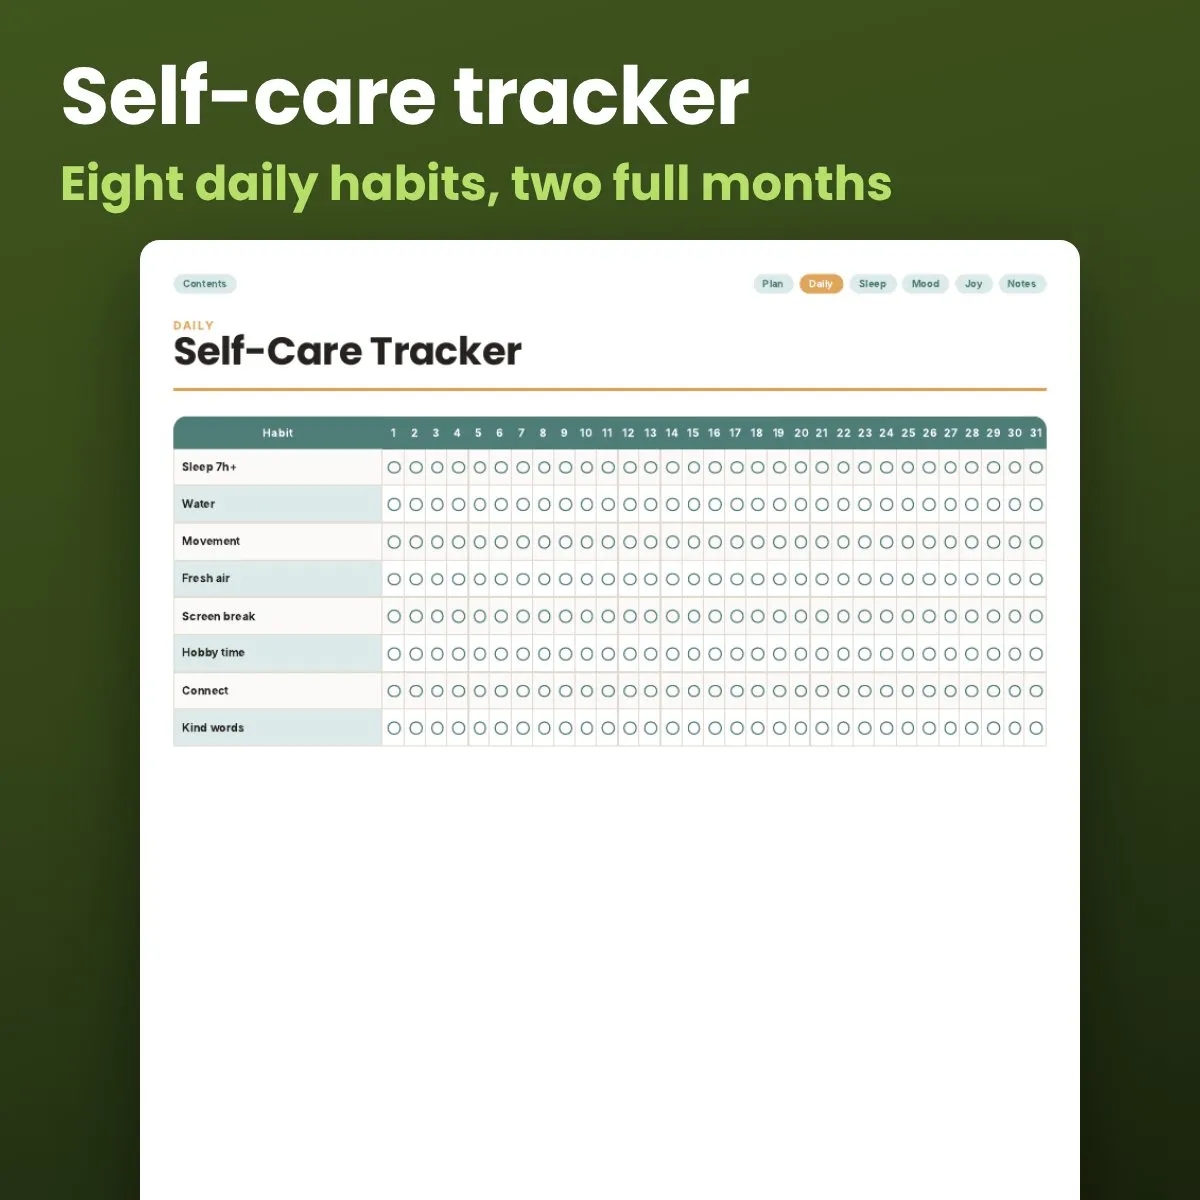 Self-care tracker
Eight daily habits, two full months
Contents Plan Daily Sleep Mood Joy Notes
DAILY
Self-Care Tracker
Habit 1 2 3 4 5 6 7 8 9 10 11 12 13 14 15 16 17 18 19 20 21 22 23 24 25 26 27 28 29 30 31
Sleep 7h+
Water
Movement
Fresh air
Screen break
Hobby time
Connect
Kind words